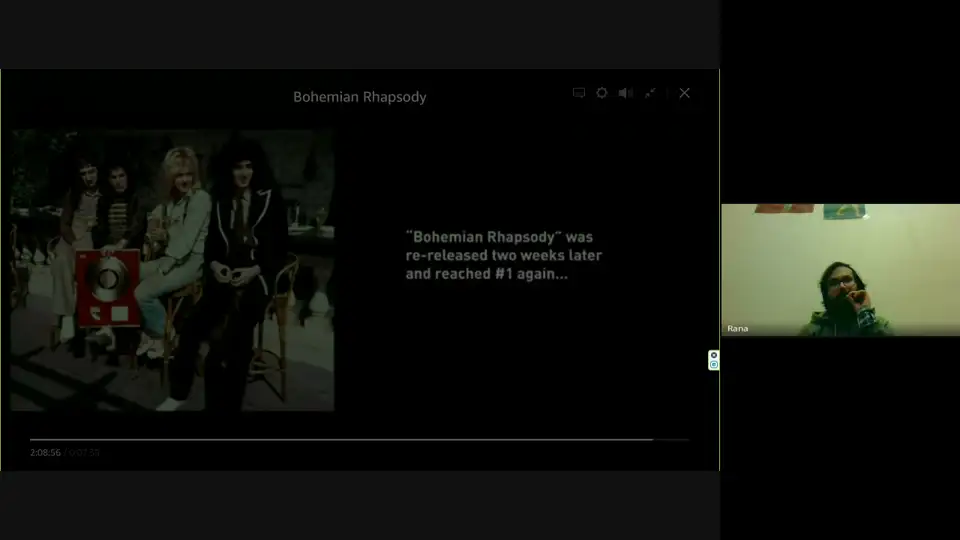 Bohemian Rhapsody
“Bohemian Rhapsody” was
re-released two weeks later
and reached #1 again...
Rana
2:08:56